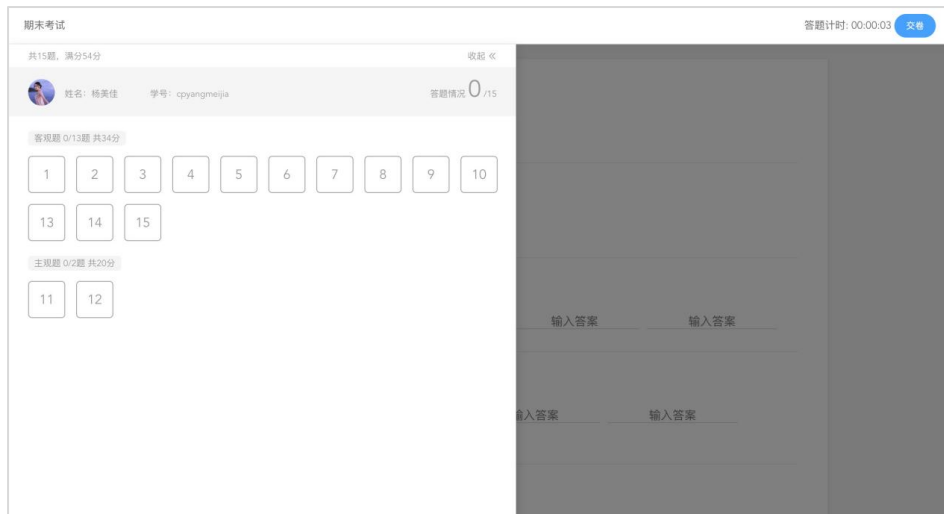 期末考试 答题计时: 00:00:03 交卷
共15题，满分54分 收起 《
姓名：杨美佳 学号：cpyangmeijia 答题情况 0 /15
客观题 0/13题 共34分
1 2 3 4 5 6 7 8 9 10
13 14 15
主观题 0/2题 共20分
11 12
输入答案 输入答案
输入答案 输入答案